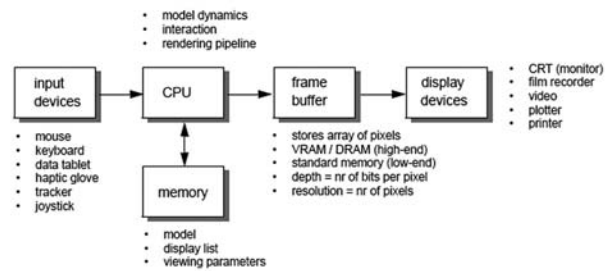 • model dynamics
• interaction
• rendering pipeline
input
devices
CPU
frame
buffer
display
devices
• CRT (monitor)
• film recorder
• video
• plotter
• printer
• mouse
• keyboard
• data tablet
• haptic glove
• tracker
• joystick
memory
• stores array of pixels
• VRAM / DRAM (high-end)
• standard memory (low-end)
• depth = nr of bits per pixel
• resolution = nr of pixels
• model
• display list
• viewing parameters